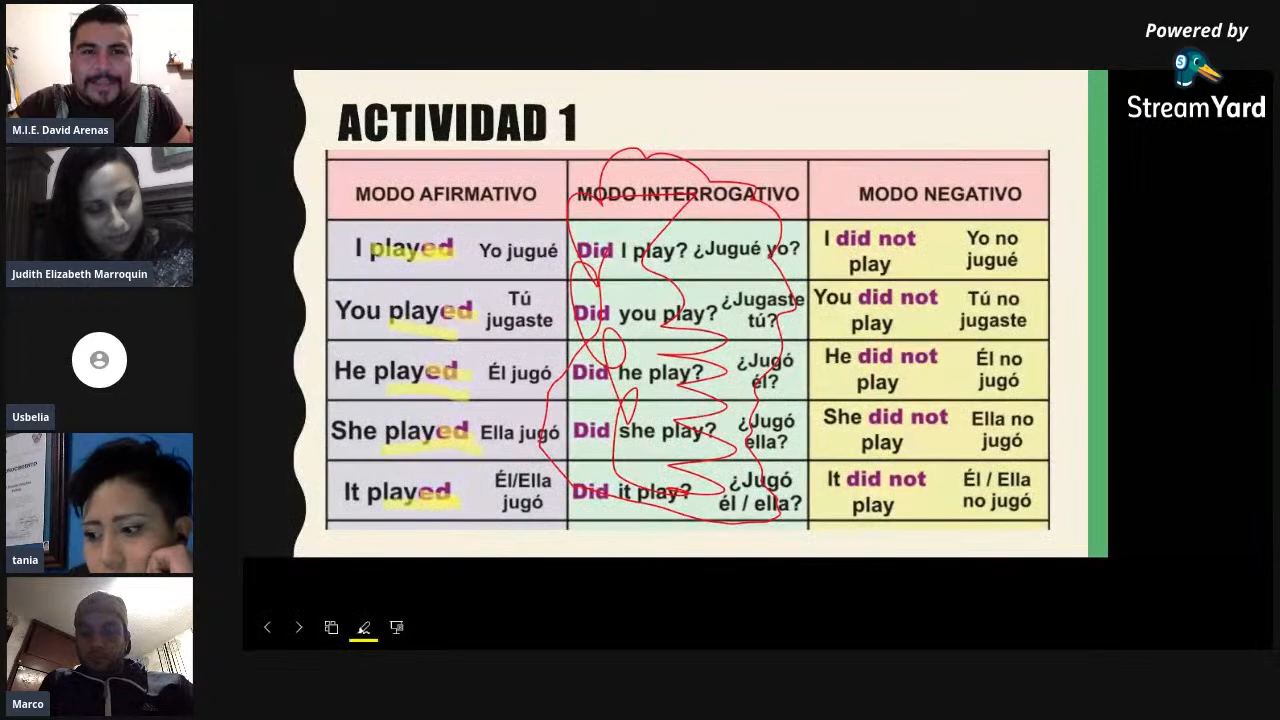 M.I.E. David Arenas
Judith Elizabeth Marroquin
Usbelia
tania
Marco
Powered by
StreamYard
ACTIVIDAD 1
MODO AFIRMATIVO
MODO INTERROGATIVO
MODO NEGATIVO
I played Yo jugué
Did I play? ¿Jugué yo?
I did not
play
Yo no
jugué
You played
Tú
jugaste
Did you play?
¿Jugaste
tú?
You did not
play
Tú no
jugaste
He played Él jugó
Did he play?
¿Jugó
él?
He did not
play
Él no
jugó
She played Ella jugó
Did she play?
¿Jugó
ella?
She did not
play
Ella no
jugó
It played
Él/Ella
jugó
Did it play?
¿Jugó
él / ella?
It did not
play
Él / Ella
no jugó